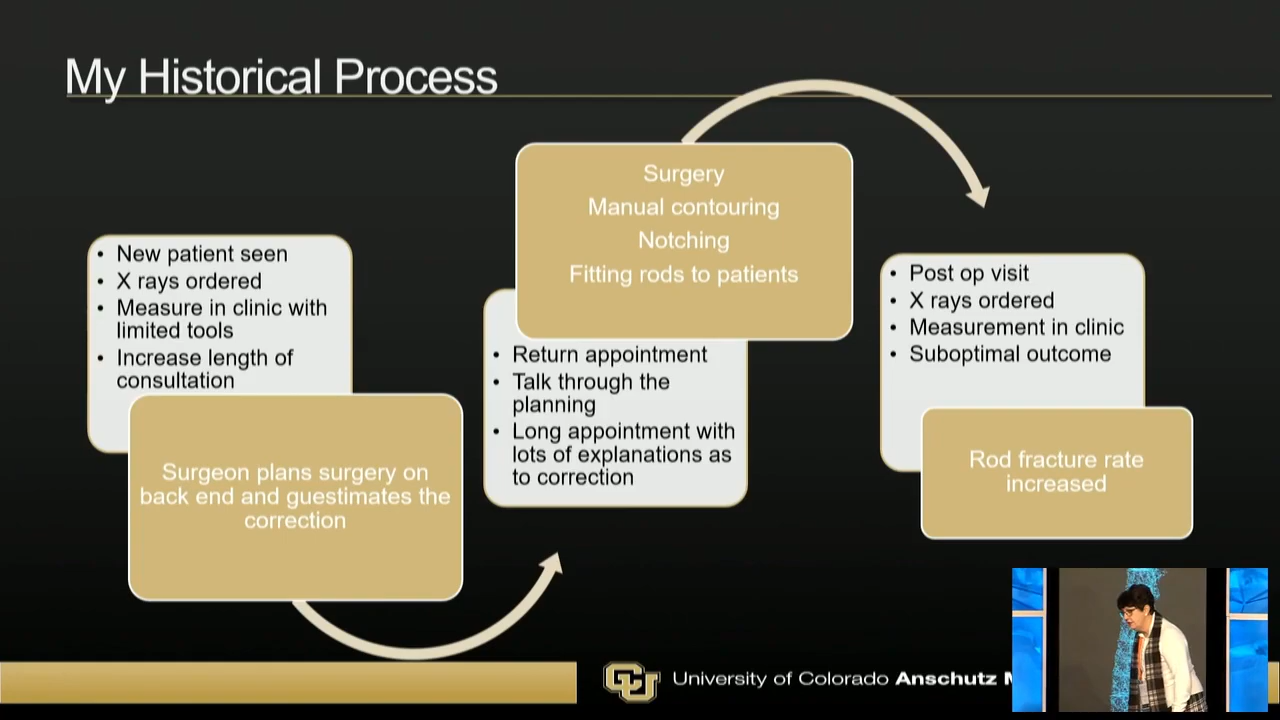 My Historical Process
New patient seen
X rays ordered
Measure in clinic with
limited tools
Increase length of
consultation
Surgeon plans surgery on
back end and guestimates the
correction
Surgery
Manual contouring
Notching
Fitting rods to patients
Return appointment
Talk through the
planning
Long appointment with
lots of explanations as
to correction
Post op visit
X rays ordered
Measurement in clinic
Suboptimal outcome
Rod fracture rate
increased
CU University of Colorado Anschutz